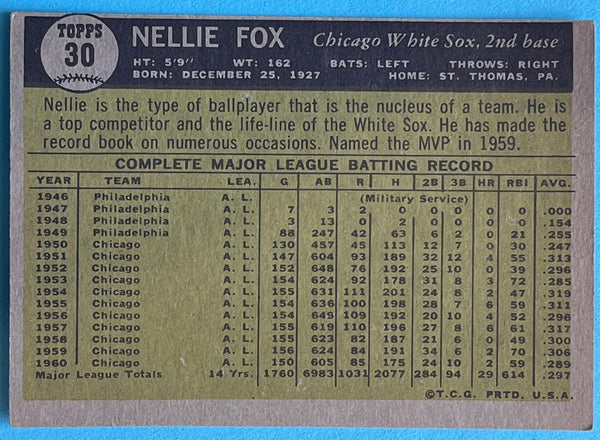 TOPPS
30
NELLIE FOX Chicago White Sox, 2nd base
HT: 5'9" WT: 162 BATS: LEFT THROWS: RIGHT
BORN: DECEMBER 25, 1927 HOME: ST. THOMAS, PA.
Nellie is the type of ballplayer that is the nucleus of a team. He is
a top competitor and the life-line of the White Sox. He has made the
record book on numerous occasions. Named the MVP in 1959.
COMPLETE MAJOR LEAGUE BATTING RECORD
YEAR TEAM LEA. G AB R H 2B 3B HR RBI AVG.
1946 Philadelphia A. L. (Military Service)
1947 Philadelphia A. L. 7 3 2 0 0 0 0 0 .000
1948 Philadelphia A. L. 3 13 0 2 0 0 0 0 .154
1949 Philadelphia A. L. 88 247 42 63 6 2 0 21 .255
1950 Chicago A. L. 130 457 45 113 12 7 0 30 .247
1951 Chicago A. L. 147 604 93 189 32 12 4 55 .313
1952 Chicago A. L. 152 648 76 192 25 10 0 39 .296
1953 Chicago A. L. 154 624 92 178 31 8 3 72 .285
1954 Chicago A. L. 155 631 111 201 24 8 2 47 .319
1955 Chicago A. L. 154 636 100 198 28 7 6 59 .311
1956 Chicago A. L. 154 649 109 192 20 10 4 52 .296
1957 Chicago A. L. 155 619 110 196 27 8 6 61 .317
1958 Chicago A. L. 155 623 82 187 21 6 0 49 .300
1959 Chicago A. L. 156 624 84 191 34 6 2 70 .306
1960 Chicago A. L. 150 605 85 175 24 10 2 59 .289
Major League Totals 14 Yrs. 1760 6983 1031 2077 284 94 29 614 .297
©T.C.G. PRTD. U.S.A.